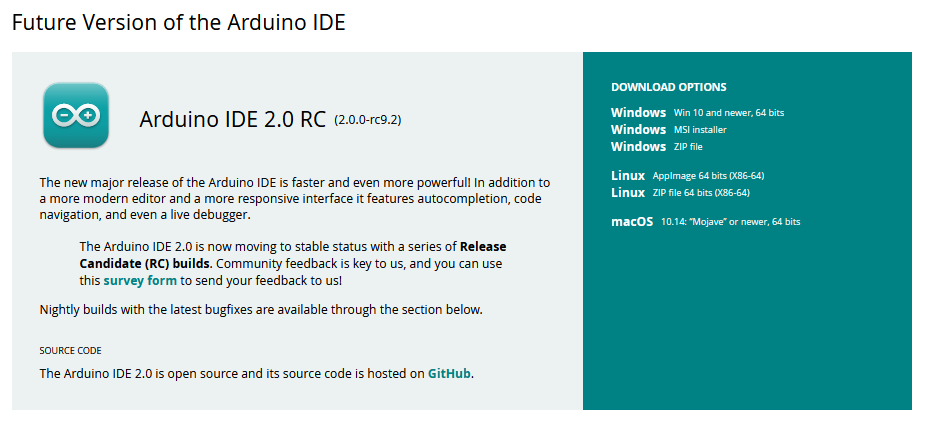 Future Version of the Arduino IDE
Arduino IDE 2.0 RC (2.0.0-rc9.2)
The new major release of the Arduino IDE is faster and even more powerful! In addition to
a more modern editor and a more responsive interface it features autocompletion, code
navigation, and even a live debugger.
The Arduino IDE 2.0 is now moving to stable status with a series of Release
Candidate (RC) builds. Community feedback is key to us, and you can use
this survey form to send your feedback to us!
Nightly builds with the latest bugfixes are available through the section below.
SOURCE CODE
The Arduino IDE 2.0 is open source and its source code is hosted on GitHub.
DOWNLOAD OPTIONS
Windows Win 10 and newer, 64 bits
Windows MSI installer
Windows ZIP file
Linux AppImage 64 bits (X86-64)
Linux ZIP file 64 bits (X86-64)
macOS 10.14: "Mojave" or newer, 64 bits